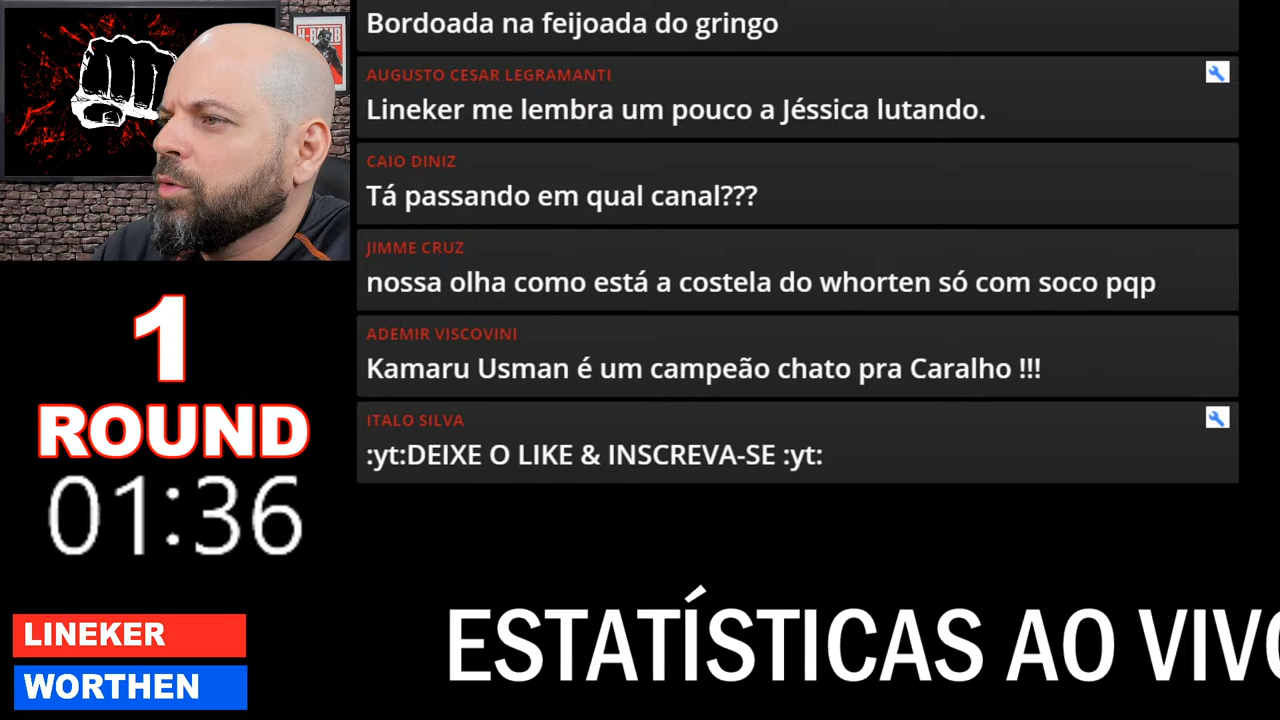 Bordoada na feijoada do gringo
AUGUSTO CESAR LEGRAMANTI
Lineker me lembra um pouco a Jéssica lutando.
CAIO DINIZ
Tá passando em qual canal???
JIMME CRUZ
nossa olha como está a costela do whorten só com soco pqp
ADEMIR VISCOVINI
Kamaru Usman é um campeão chato pra Caralho !!!
ITALO SILVA
:yt:DEIXE O LIKE & INSCREVA-SE :yt:
1
ROUND
01:36
LINEKER
WORTHEN
ESTATÍSTICAS AO VIVO